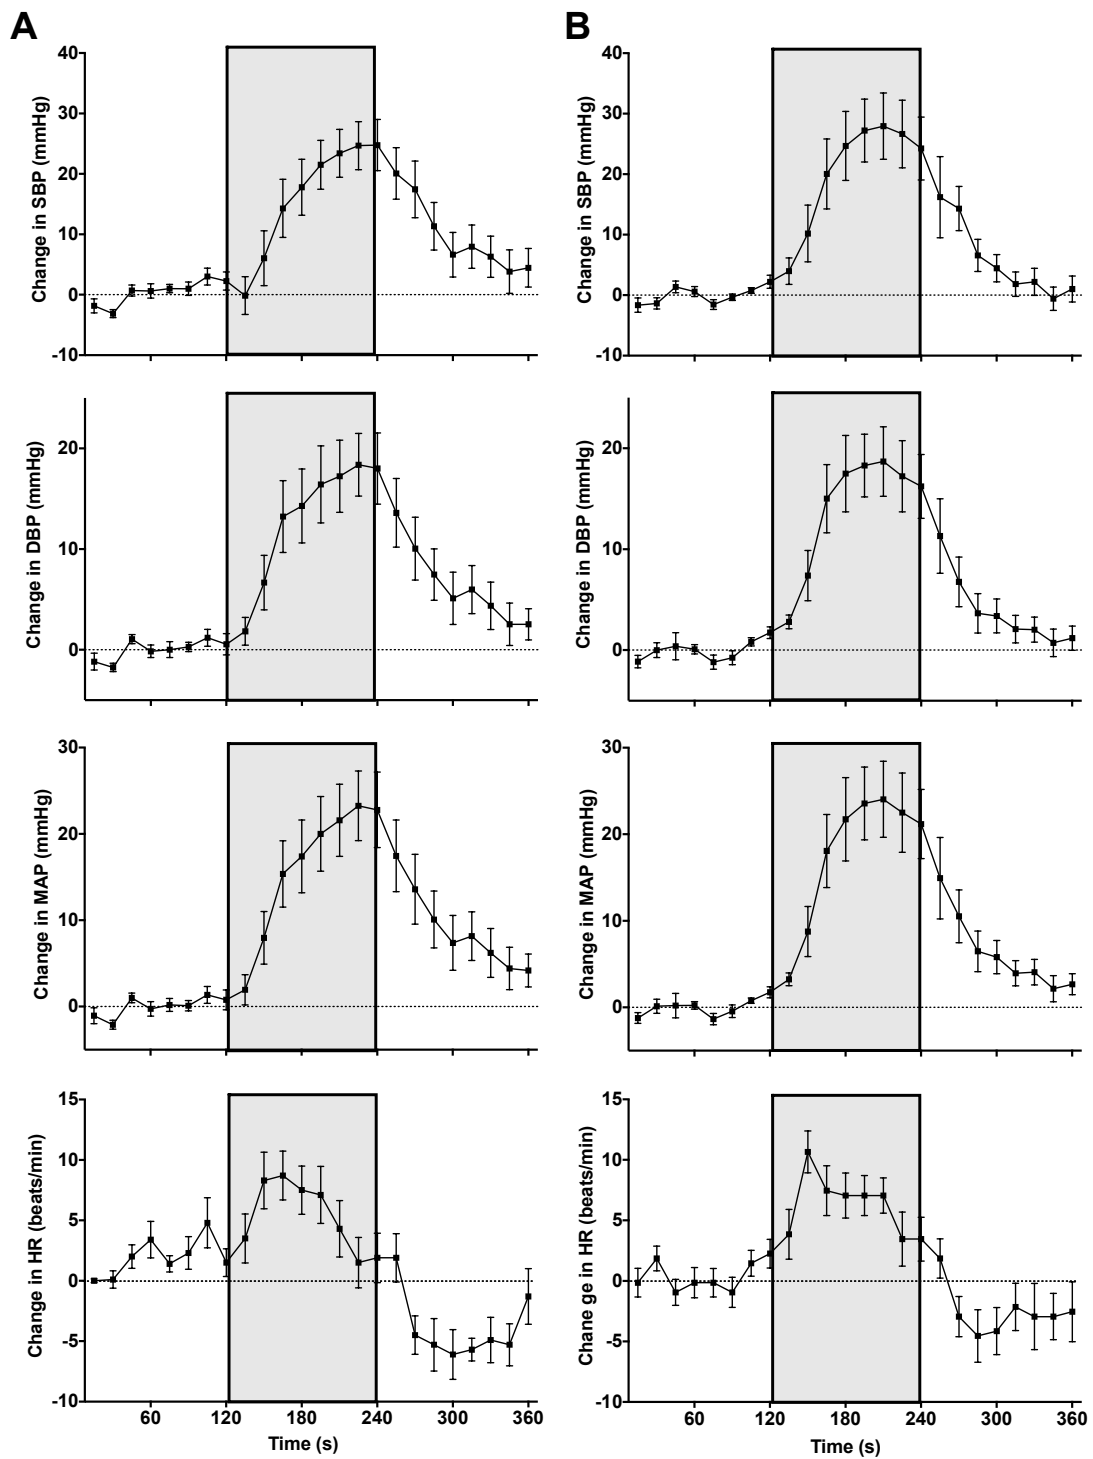 A
B
Change in SBP (mmHg)
40
30
20
10
0
-10
Change in SBP (mmHg)
40
30
20
10
0
-10
Change in DBP (mmHg)
20
10
0
Change in DBP (mmHg)
20
10
0
Change in MAP (mmHg)
30
20
10
0
Change in MAP (mmHg)
30
20
10
0
Change in HR (beats/min)
15
10
5
0
-5
-10
60 120 180 240 300 360
Time (s)
Chane ge in HR (beats/min)
15
10
5
0
-5
-10
60 120 180 240 300 360
Time (s)